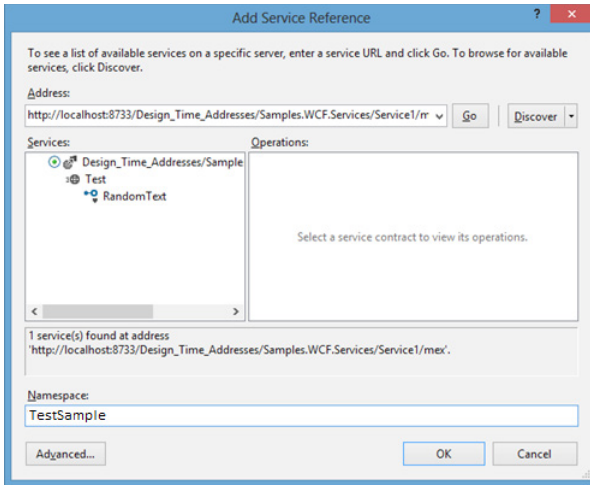 Add Service Reference
?
To see a list of available services on a specific server, enter a service URL and click Go. To browse for available
services, click Discover.
Address:
http://localhost:8733/Design_Time_Addresses/Samples.WCF.Services/Service1/m
Go
Discover
Services:
Operations:
Design_Time_Addresses/Sample
Test
RandomText
Select a service contract to view its operations.
1 service(s) found at address
'http://localhost:8733/Design_Time_Addresses/Samples.WCF.Services/Service1/mex'.
Namespace:
TestSample
Advanced...
OK
Cancel